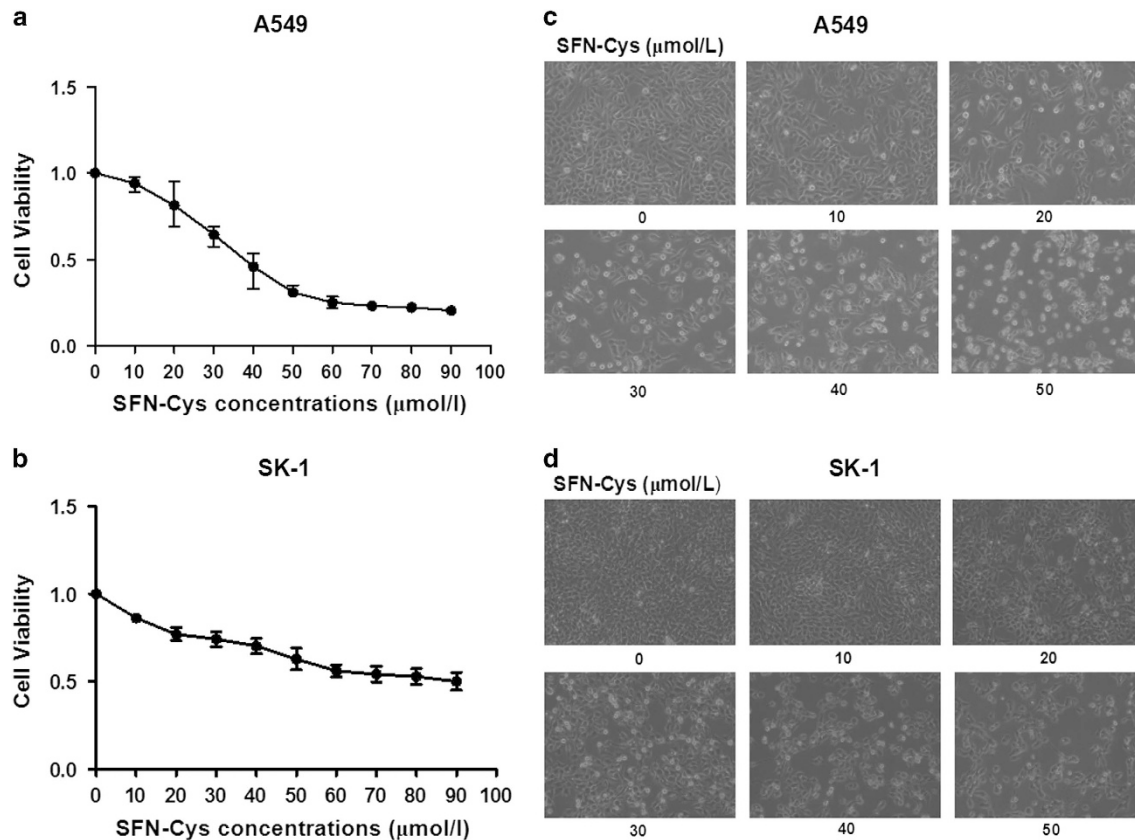 a
A549
1.5
1.0
0.5
0.0
Cell Viability
0 10 20 30 40 50 60 70 80 90 100
SFN-Cys concentrations (μmol/l)
b
SK-1
1.5
1.0
0.5
0.0
Cell Viability
0 10 20 30 40 50 60 70 80 90 100
SFN-Cys concentrations (μmol/l)
c
A549
SFN-Cys (μmol/L)
0 10 20
30 40 50
d
SK-1
SFN-Cys (μmol/L)
0 10 20
30 40 50